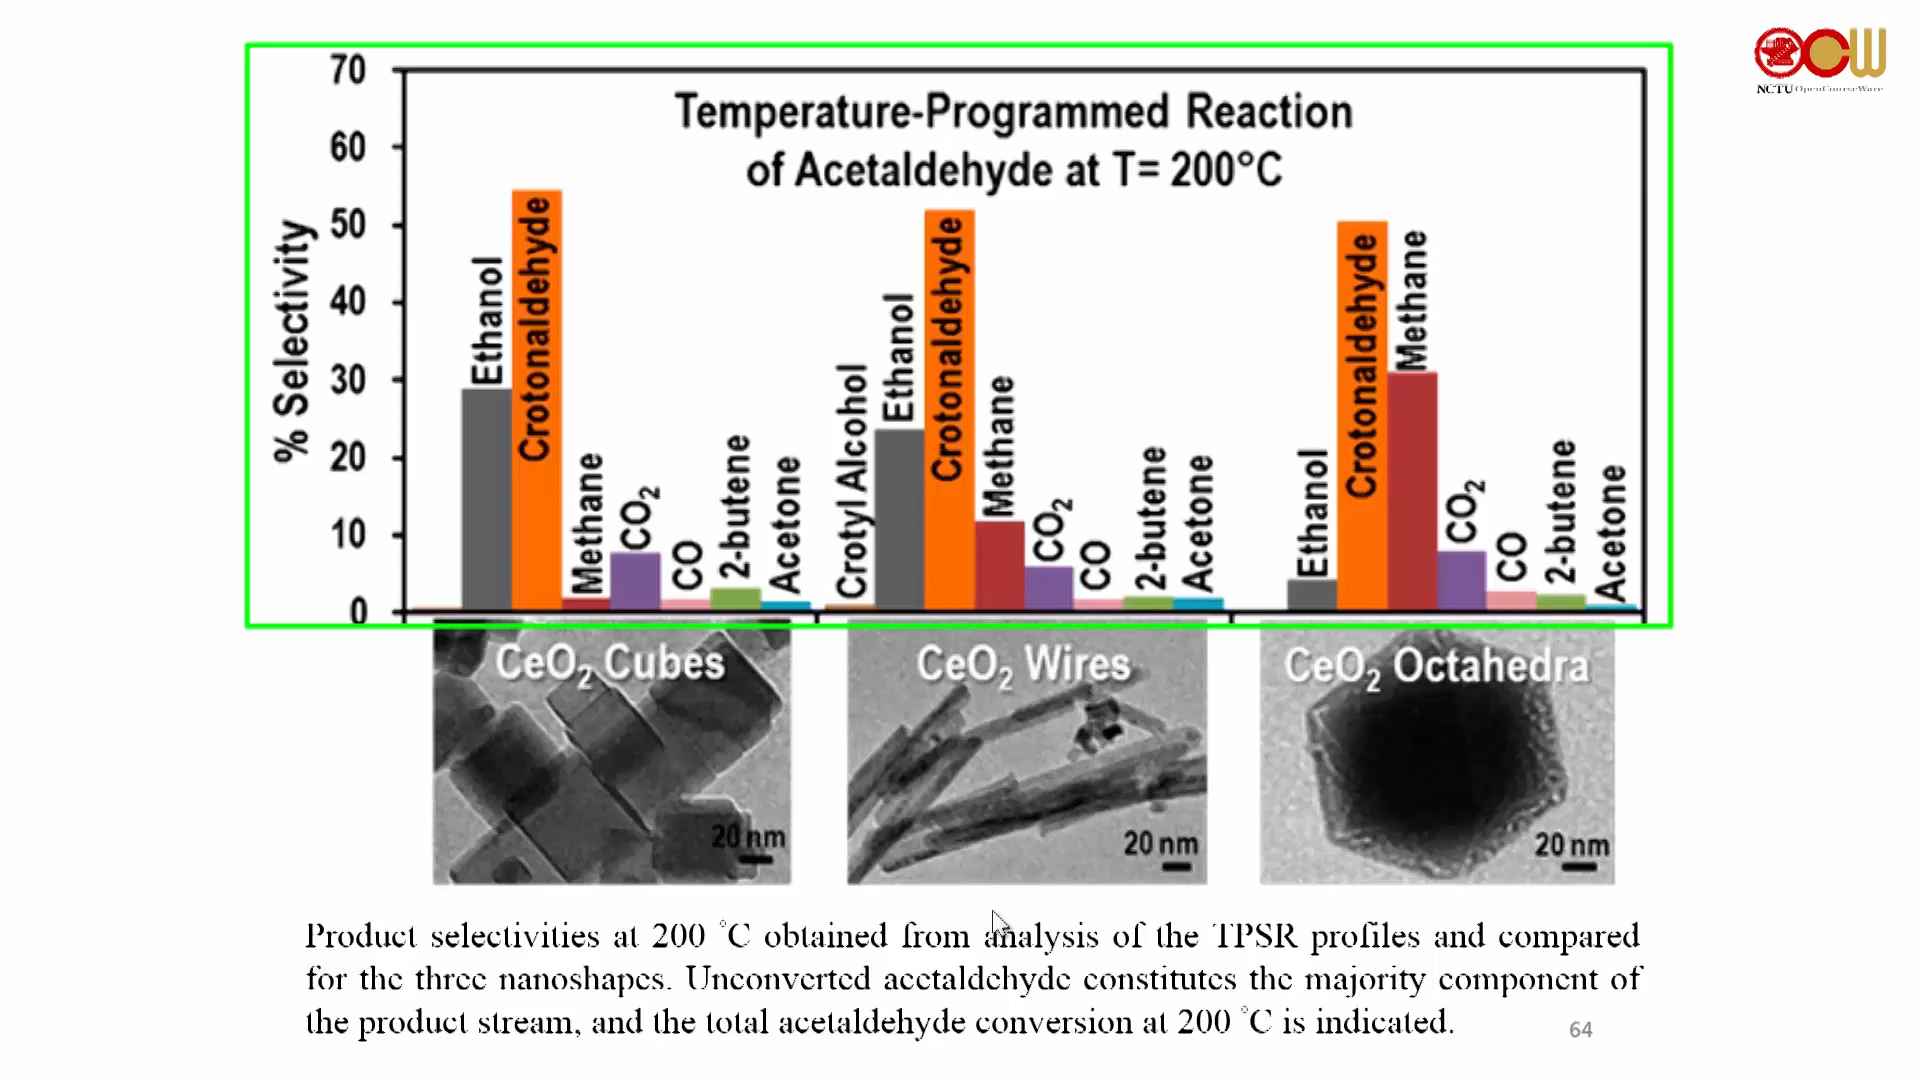 NCTU OpenCourseWare
70
60
50
40
30
20
10
0
% Selectivity
Temperature-Programmed Reaction
of Acetaldehyde at T= 200°C
Ethanol
Crotonaldehyde
Methane
CO₂
CO
2-butene
Acetone
Crotyl Alcohol
Ethanol
Crotonaldehyde
Methane
CO₂
CO
2-butene
Acetone
Ethanol
Crotonaldehyde
Methane
CO₂
CO
2-butene
Acetone
CeO₂ Cubes
20 nm
CeO₂ Wires
20 nm
CeO₂ Octahedra
20 nm
Product selectivities at 200 °C obtained from analysis of the TPSR profiles and compared
for the three nanoshapes. Unconverted acetaldehyde constitutes the majority component of
the product stream, and the total acetaldehyde conversion at 200 °C is indicated.
64